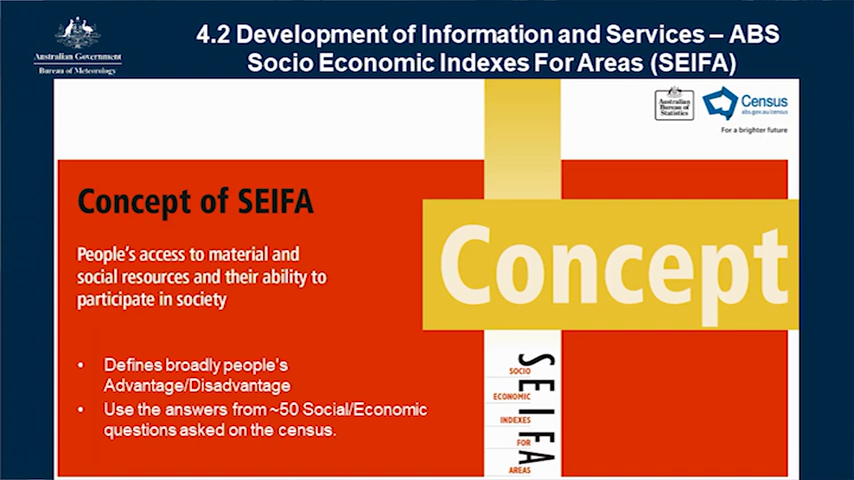 4.2 Development of Information and Services – ABS
Socio Economic Indexes For Areas (SEIFA)
Australian Government
Bureau of Meteorology
Australian
Bureau of
Statistics
Census
abs.gov.au/census
For a brighter future
Concept of SEIFA
People's access to material and
social resources and their ability to
participate in society
Concept
• Defines broadly people's
Advantage/Disadvantage
• Use the answers from ~50 Social/Economic
questions asked on the census.
SEIFA
SOCIO
ECONOMIC
INDEXES
FOR
AREAS